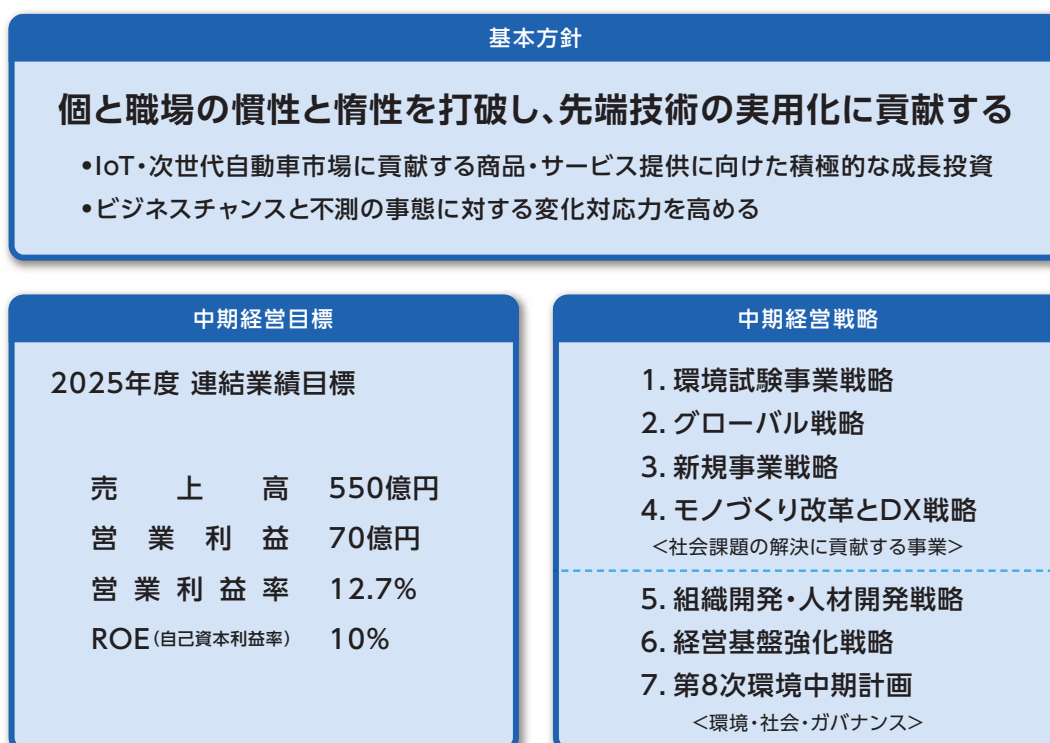 基本方針
個と職場の慣性と惰性を打破し、先端技術の実用化に貢献する
•IoT・次世代自動車市場に貢献する商品・サービス提供に向けた積極的な成長投資
•ビジネスチャンスと不測の事態に対する変化対応力を高める
中期経営目標
2025年度 連結業績目標
売上高 550億円
営業利益 70億円
営業利益率 12.7%
ROE(自己資本利益率) 10%
中期経営戦略
1. 環境試験事業戦略
2. グローバル戦略
3. 新規事業戦略
4. モノづくり改革とDX戦略
<社会課題の解決に貢献する事業>
5. 組織開発・人材開発戦略
6. 経営基盤強化戦略
7. 第8次環境中期計画
<環境・社会・ガバナンス>